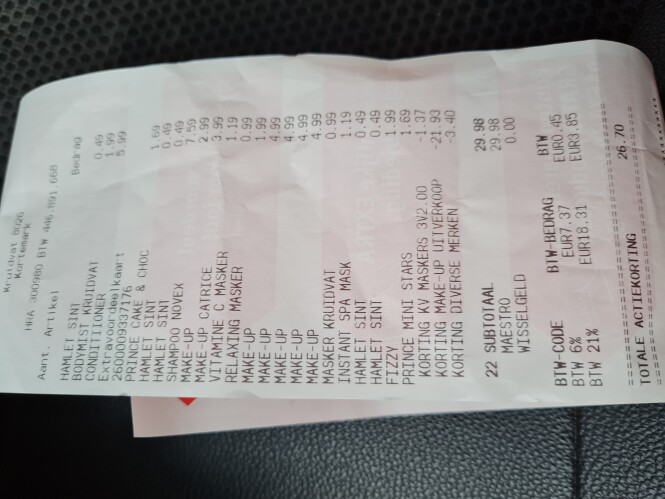 Kruidvat 8026
Kortemark
HRA 300980 BTW 446.891.668
Aant. Artikel Bedrag
HAMLET SINT 0.49
BODYMIST KRUIDVAT 1.99
CONDITIONER 5.99
Extravoordeelkaart
2600009337176
PRINCE CAKE & CHOC 1.69
HAMLET SINT 0.49
HAMLET SINT 0.49
SHAMPOO NOVEX 7.59
MAKE-UP 2.99
MAKE-UP CATRICE 3.99
VITAMINE C MASKER 1.19
RELAXING MASKER 0.99
MAKE-UP 1.99
MAKE-UP 4.99
MAKE-UP 4.99
MAKE-UP 4.99
MAKE-UP 4.99
MASKER KRUIDVAT 0.99
INSTANT SPA MASK 1.19
HAMLET SINT 0.49
HAMLET SINT 0.49
FIZZY 1.99
PRINCE MINI STARS 1.69
KORTING KV MASKERS 3V2.00 -1.37
KORTING MAKE-UP UITVERKOOP -21.93
KORTING DIVERSE MERKEN -3.40
22 SUBTOTAAL 29.98
MAESTRO 29.98
WISSELGELD 0.00
BTW-CODE BTW-BEDRAG BTW
BTW 6% EUR7.37 EUR0.45
BTW 21% EUR18.31 EUR3.85
TOTALE ACTIEKORTING 26.70